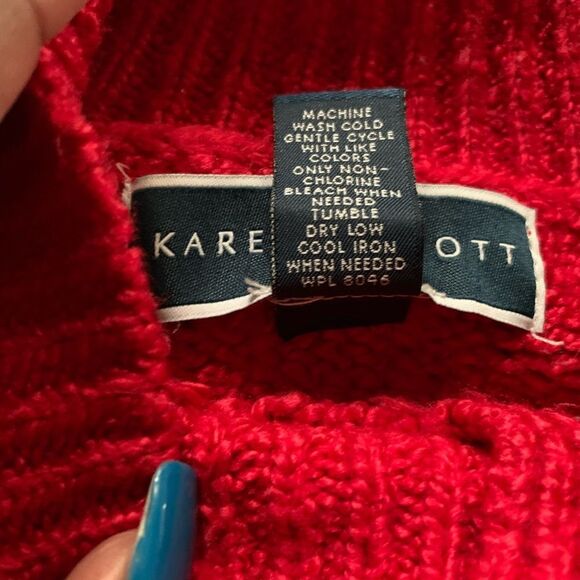 MACHINE
WASH COLD
GENTLE CYCLE
WITH LIKE
COLORS
ONLY NON-
CHLORINE
BLEACH WHEN
NEEDED
TUMBLE
DRY LOW
COOL IRON
WHEN NEEDED
WPL 8046
KARE OTT